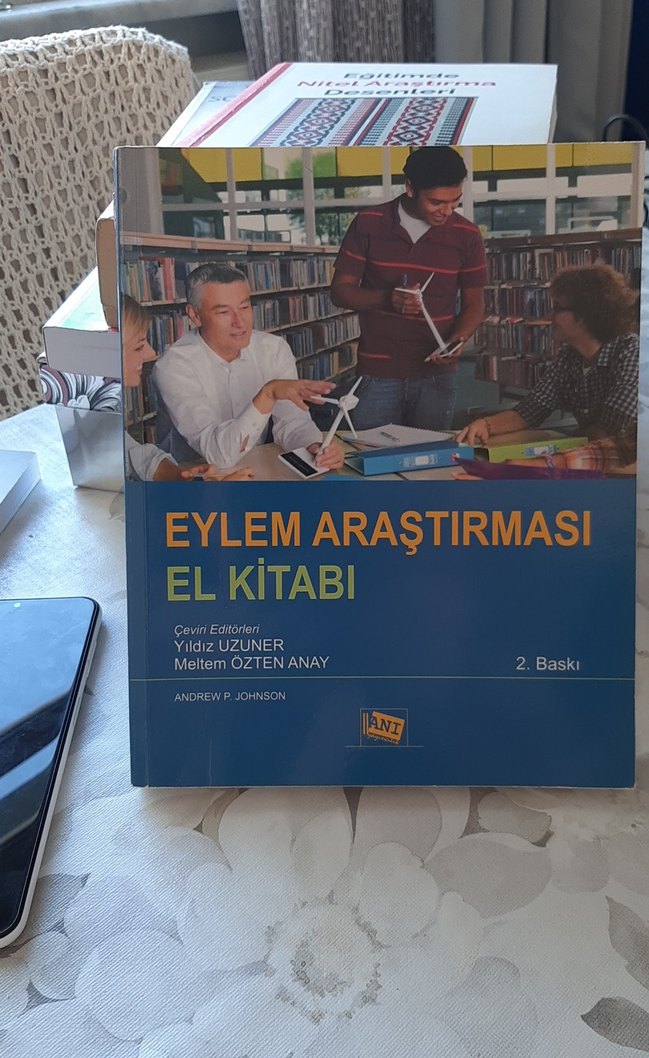 Eğitimde
Nitel Araştırma
Desenleri
EYLEM ARAŞTIRMASI
EL KİTABI
Çeviri Editörleri
Yıldız UZUNER
Meltem ÖZTEN ANAY
2. Baskı
ANDREW P. JOHNSON
ANI
yayıncılık